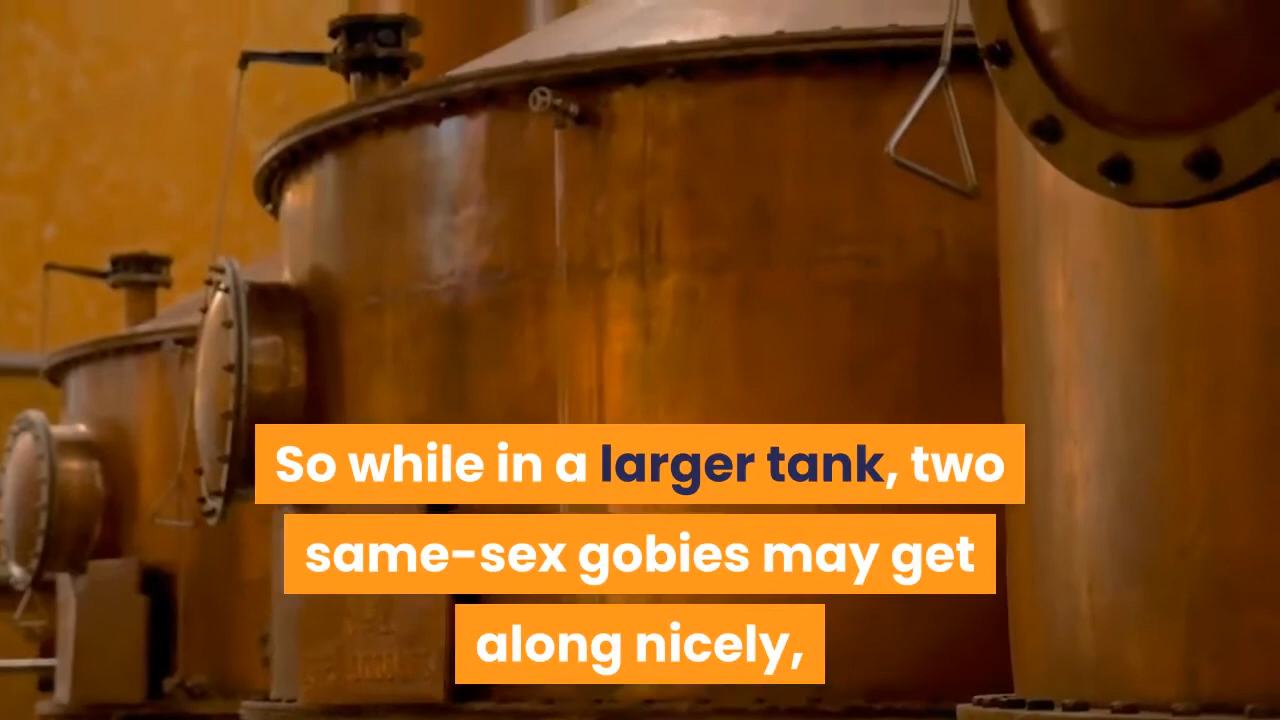 So while in a larger tank, two
same-sex gobies may get
along nicely,